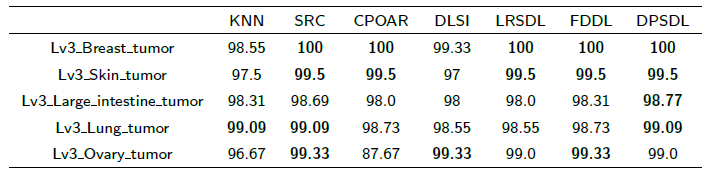 KNN SRC CPOAR DLSI LRSDL FDDL DPSDL
Lv3_Breast_tumor 98.55 100 100 99.33 100 100 100
Lv3_Skin_tumor 97.5 99.5 99.5 97 99.5 99.5 99.5
Lv3_Large_intestine_tumor 98.31 98.69 98.0 98 98.0 98.31 98.77
Lv3_Lung_tumor 99.09 99.09 98.73 98.55 98.55 98.73 99.09
Lv3_Ovary_tumor 96.67 99.33 87.67 99.33 99.0 99.33 99.0